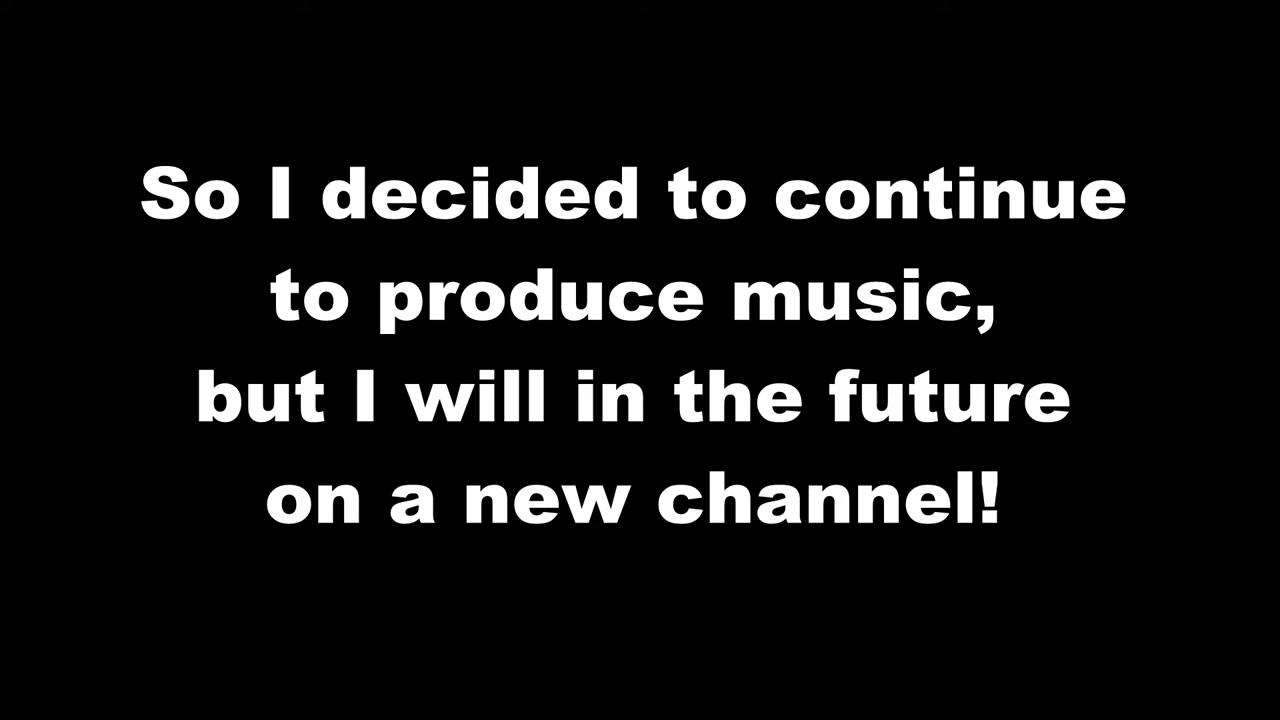 So I decided to continue
to produce music,
but I will in the future
on a new channel!